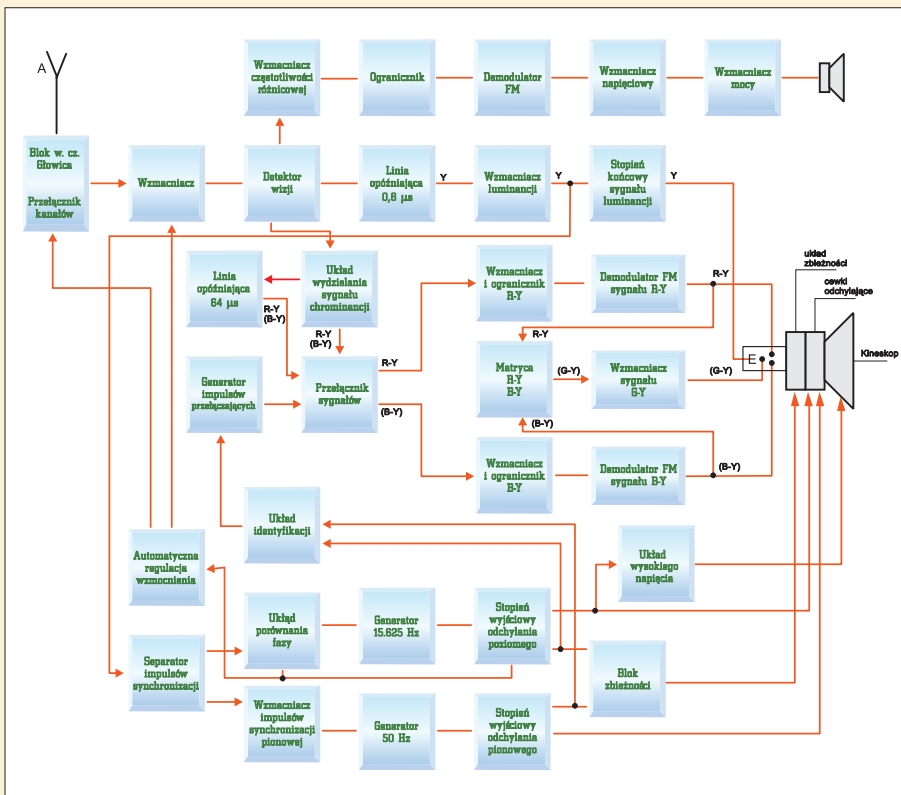 A
Wzmacniacz
częstotliwości
różnicowej
Ogranicznik
Demodulator
FM
Wzmacniacz
napięciowy
Wzmacniacz
mocy
Blok w. cz.
Głowica
Przełącznik
kanałów
Wzmacniacz
Detektor
wizji
Linia
opóźniająca
0,8 μs
Y
Wzmacniacz
luminancji
Y
Stopień
końcowy
sygnału
luminancji
Y
Linia
opóźniająca
64 μs
Układ
wydzialania
sygnału
chrominancji
R-Y
(B-Y)
R-Y
(B-Y)
Wzmacniacz
i ogranicznik
R-Y
Demodulator FM
sygnału R-Y
R-Y
układ
zbieżności
cewki
odchylające
Kineskop
Generator
impulsów
przełączających
Przełącznik
sygnałów
R-Y
(B-Y)
R-Y
Matryca
R-Y
B-Y
(G-Y)
Wzmacniacz
sygnału
G-Y
(G-Y)
(B-Y)
Wzmacniacz
i ogranicznik
B-Y
Demodulator FM
sygnału B-Y
(B-Y)
Układ
identyfikacji
Automatyczna
regulacja
wzmocniania
Układ
wysokiego
napięcia
Układ
porównania
fazy
Generator
15.625 Hz
Stopień
wyjściowy
odchylania
poziomego
Separator
impulsów
synchronizacji
Blok
zbieżności
Wzmacniacz
impulsów
synchronizacji
pionowej
Generator
50 Hz
Stopień
wyjściowy
odchylania
pionowego